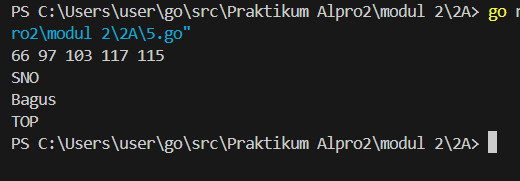 PS C:\Users\user\go\src\Praktikum Alpro2\modul 2\2A> go
ro2\modul 2\2A\5.go"
66 97 103 117 115
SNO
Bagus
TOP
PS C:\Users\user\go\src\Praktikum Alpro2\modul 2\2A>